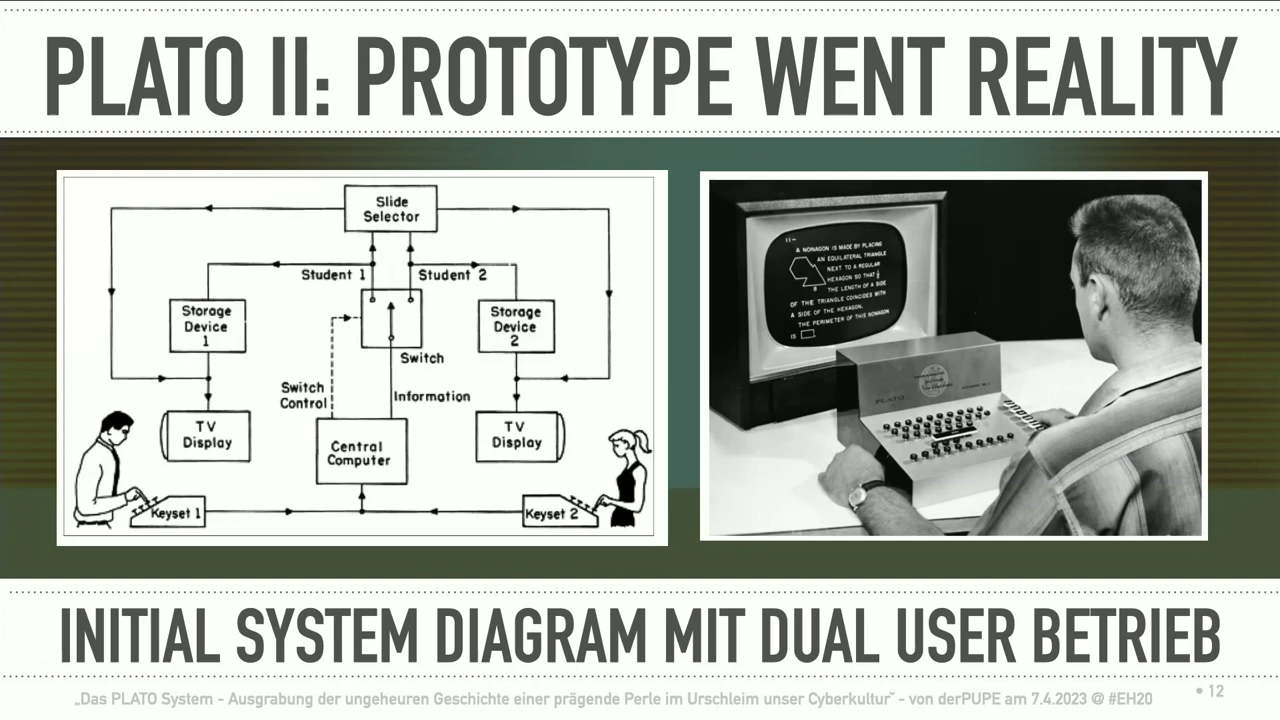 PLATO II: PROTOTYPE WENT REALITY
Slide
Selector
Student 1
Student 2
Storage
Device
1
Storage
Device
2
Switch
Switch
Control
Information
TV
Display
Central
Computer
TV
Display
Keyset 1
Keyset 2
11-
A NONAGON IS MADE BY PLACING
AN EQUILATERAL TRIANGLE
NEXT TO A REGULAR
HEXAGON SO THAT
THE LENGTH OF A SIDE
OF THE TRIANGLE COINCIDES WITH
A SIDE OF THE HEXAGON.
THE PERIMETER OF THIS NONAGON
IS
PLATO
INITIAL SYSTEM DIAGRAM MIT DUAL USER BETRIEB
„Das PLATO System - Ausgrabung der ungeheuren Geschichte einer prägende Perle im Urschleim unser Cyberkultur˝ - von derPUPE am 7.4.2023 @ #EH20
• 12